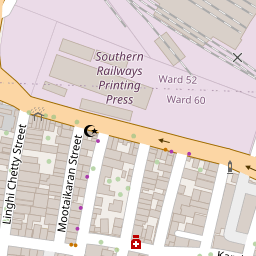 Southern
Railways
Printing
Press
Ward 52
Ward 60
Linghi Chetty Street
Mootaikaran Street